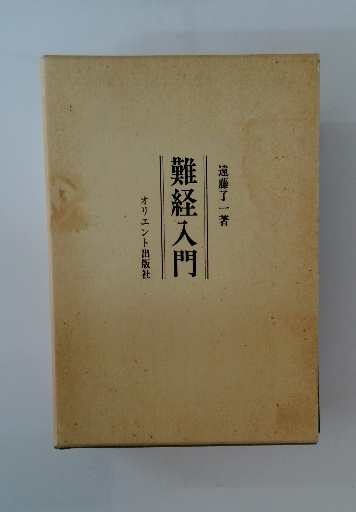 遠藤了一著
難経入門
オリエント出版社